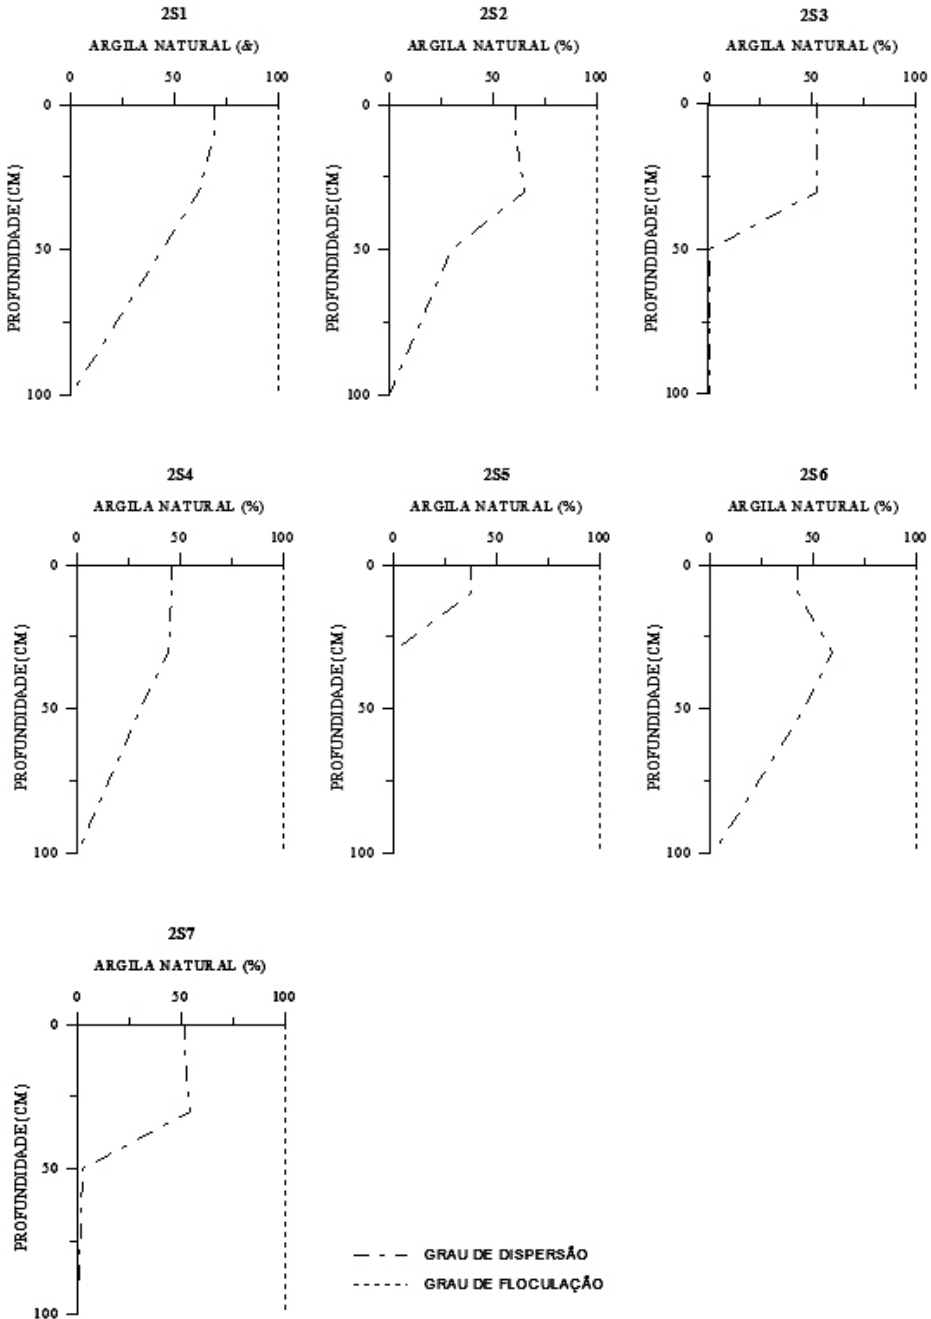 2S1
ARGILA NATURAL (&)
0 50 100
0
50
100
PROFUNDIDADE(CM)
2S2
ARGILA NATURAL (%)
0 50 100
0
50
100
PROFUNDIDADE(CM)
2S3
ARGILA NATURAL (%)
0 50 100
0
50
100
PROFUNDIDADE(CM)
2S4
ARGILA NATURAL (%)
0 50 100
0
50
100
PROFUNDIDADE(CM)
2S5
ARGILA NATURAL (%)
0 50 100
0
50
100
PROFUNDIDADE(CM)
2S6
ARGILA NATURAL (%)
0 50 100
0
50
100
PROFUNDIDADE(CM)
2S7
ARGILA NATURAL (%)
0 50 100
0
50
100
PROFUNDIDADE(CM)
GRAU DE DISPERSÃO
GRAU DE FLOCULAÇÃO